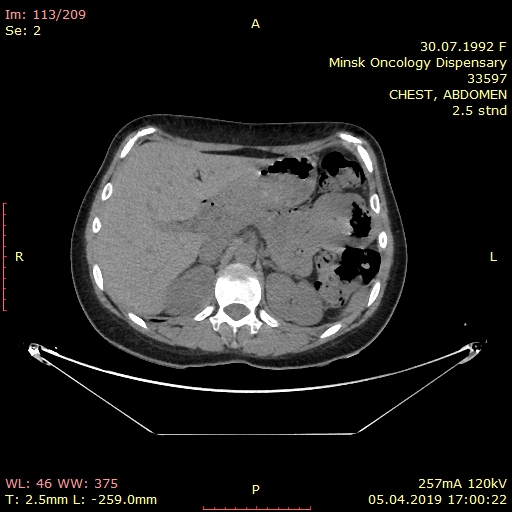 Im: 113/209
Se: 2
A
30.07.1992 F
Minsk Oncology Dispensary
33597
CHEST, ABDOMEN
2.5 stnd
R
L
WL: 46 WW: 375
T: 2.5mm L: -259.0mm
P
257mA 120kV
05.04.2019 17:00:22